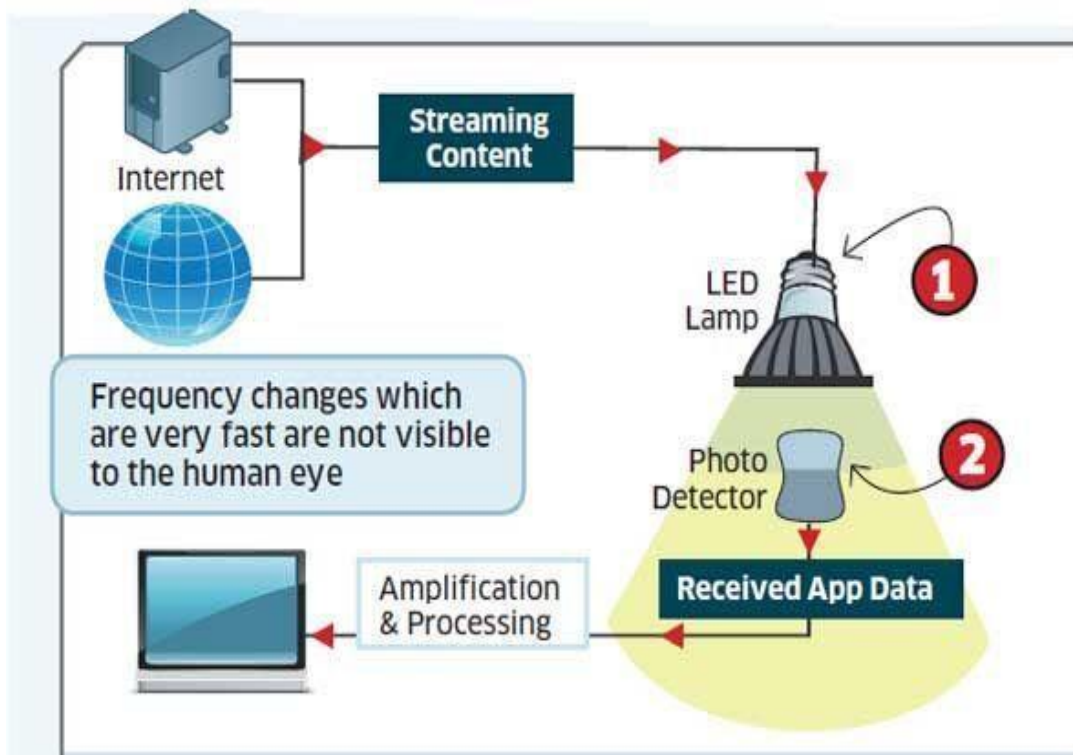 Internet
Streaming
Content
LED
Lamp
1
Frequency changes which
are very fast are not visible
to the human eye
Photo
Detector
2
Received App Data
Amplification
& Processing